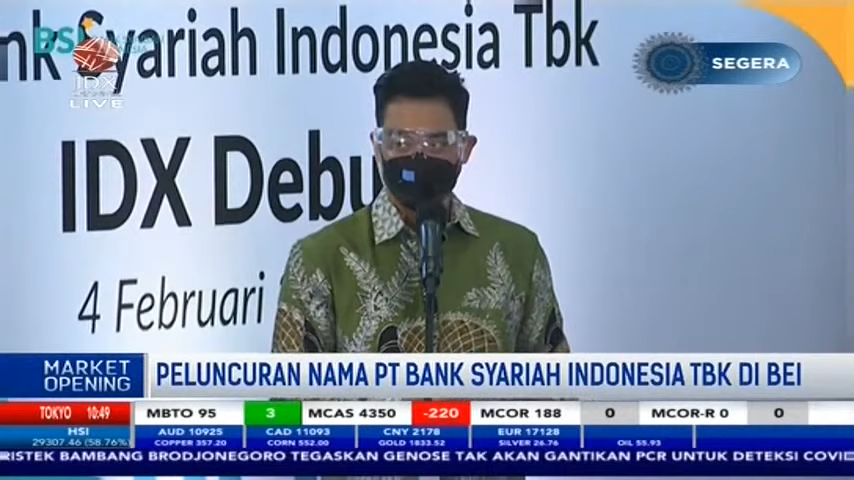 BSI
nk Syariah Indonesia Tbk
IDX
LIVE
SEGERA
IDX Debu
4 Februari
MARKET OPENING
PELUNCURAN NAMA PT BANK SYARIAH INDONESIA TBK DI BEI
TOKYO 10:49 MBTO 95 3 MCAS 4350 -220 MCOR 188 0 MCOR-R 0 0
HSI AUD 10925 CAD 11093 CNY 2178 EUR 17128
29307.46 (58.76%) COPPER 357.20 CORN 552.00 GOLD 1833.52 SILVER 26.76 OIL 55.93
RISTEK BAMBANG BRODJONEGORO TEGASKAN GENOSE TAK AKAN GANTIKAN PCR UNTUK DETEKSI COVI